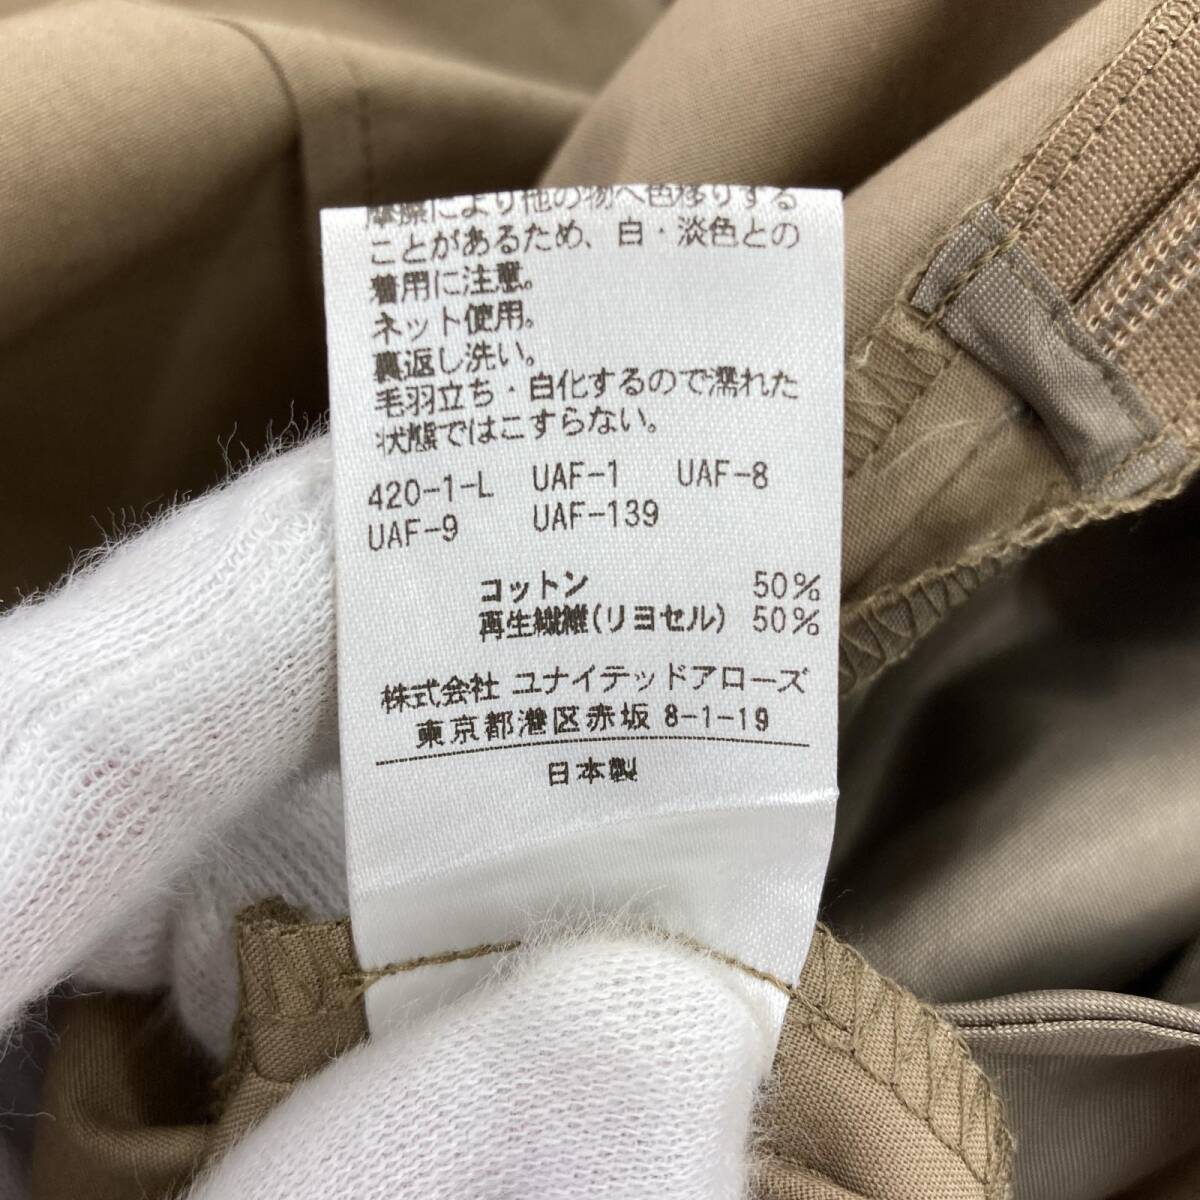 摩擦により他の物へ色移りする
ことがあるため、白・淡色との
着用に注意。
ネット使用。
裏返し洗い。
毛羽立ち・白化するので濡れた
状態ではこすらない。
420-1-L UAF-1 UAF-8
UAF-9 UAF-139
コットン 50%
再生繊維(リヨセル) 50%
株式会社 ユナイテッドアローズ
東京都港区赤坂 8-1-19
日本製